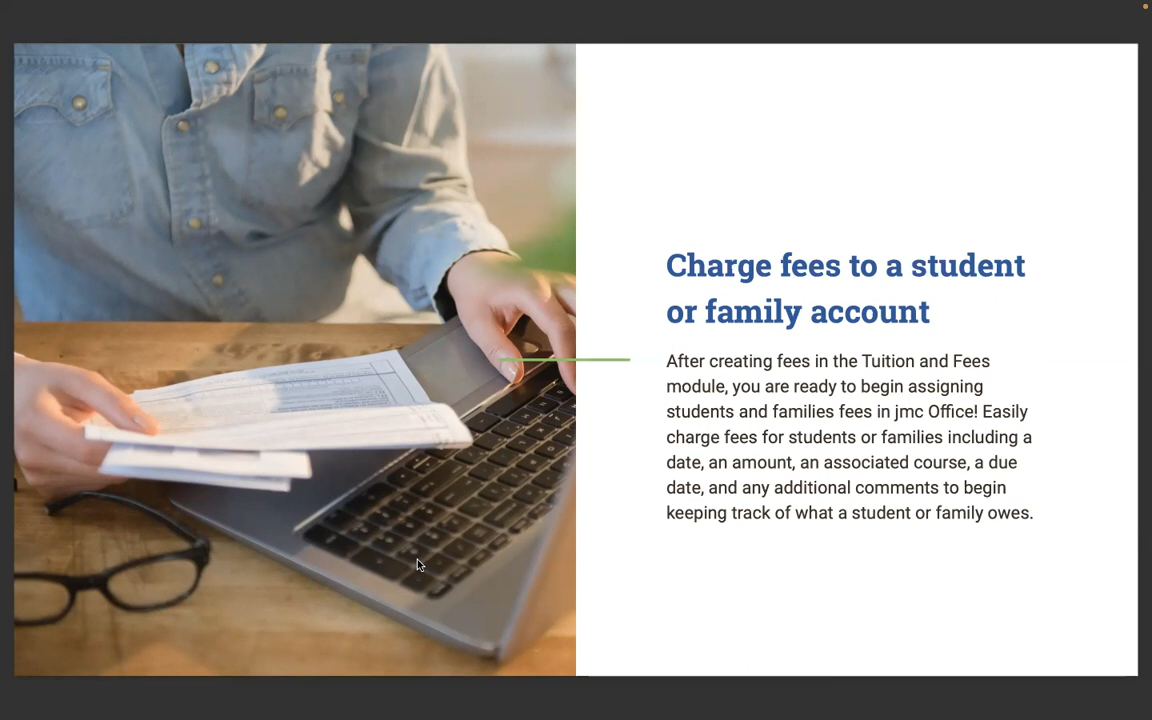 Charge fees to a student
or family account
After creating fees in the Tuition and Fees
module, you are ready to begin assigning
students and families fees in jmc Office! Easily
charge fees for students or families including a
date, an amount, an associated course, a due
date, and any additional comments to begin
keeping track of what a student or family owes.